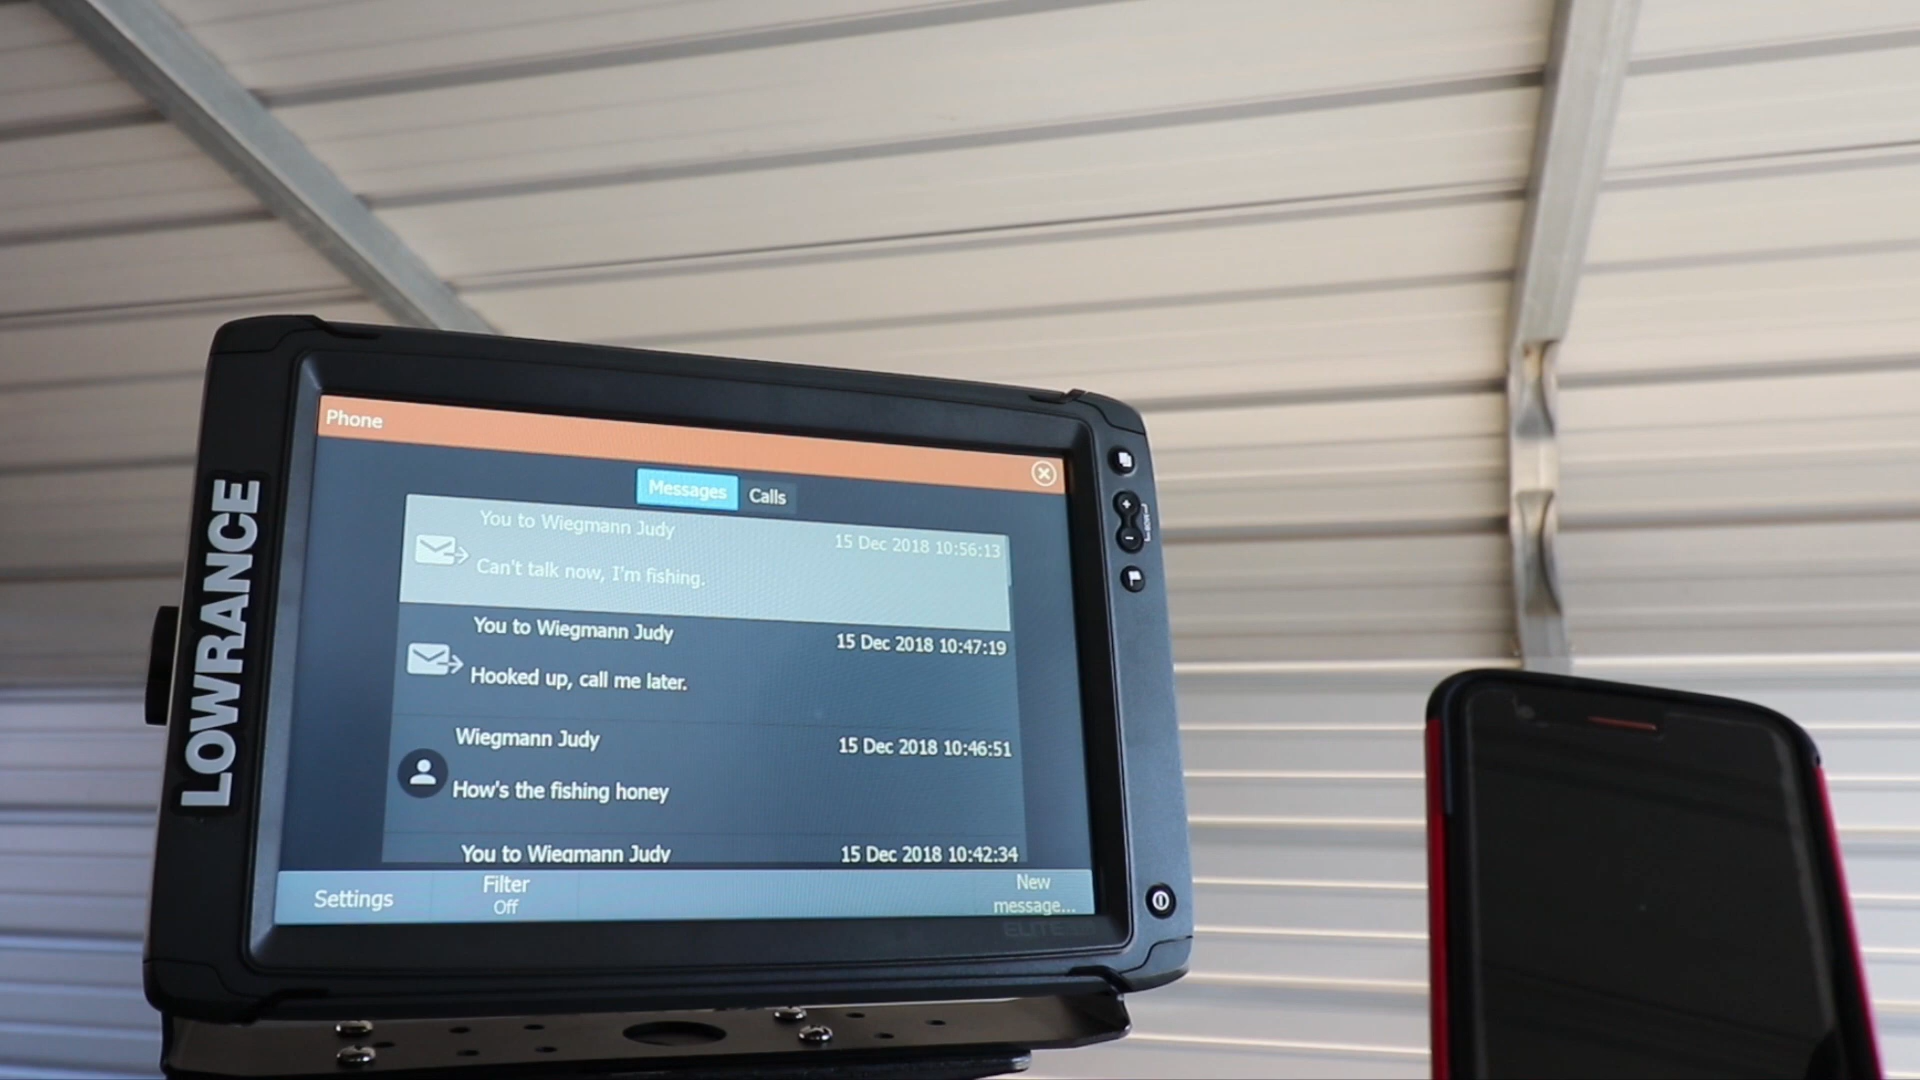 LOWRANCE
Phone
Messages Calls
You to Wiegmann Judy
15 Dec 2018 10:56:13
Can't talk now, I'm fishing.
You to Wiegmann Judy
15 Dec 2018 10:47:19
Hooked up, call me later.
Wiegmann Judy
15 Dec 2018 10:46:51
How's the fishing honey
You to Wiegmann Judy
15 Dec 2018 10:42:34
Settings
Filter
Off
New
message...
ELITE